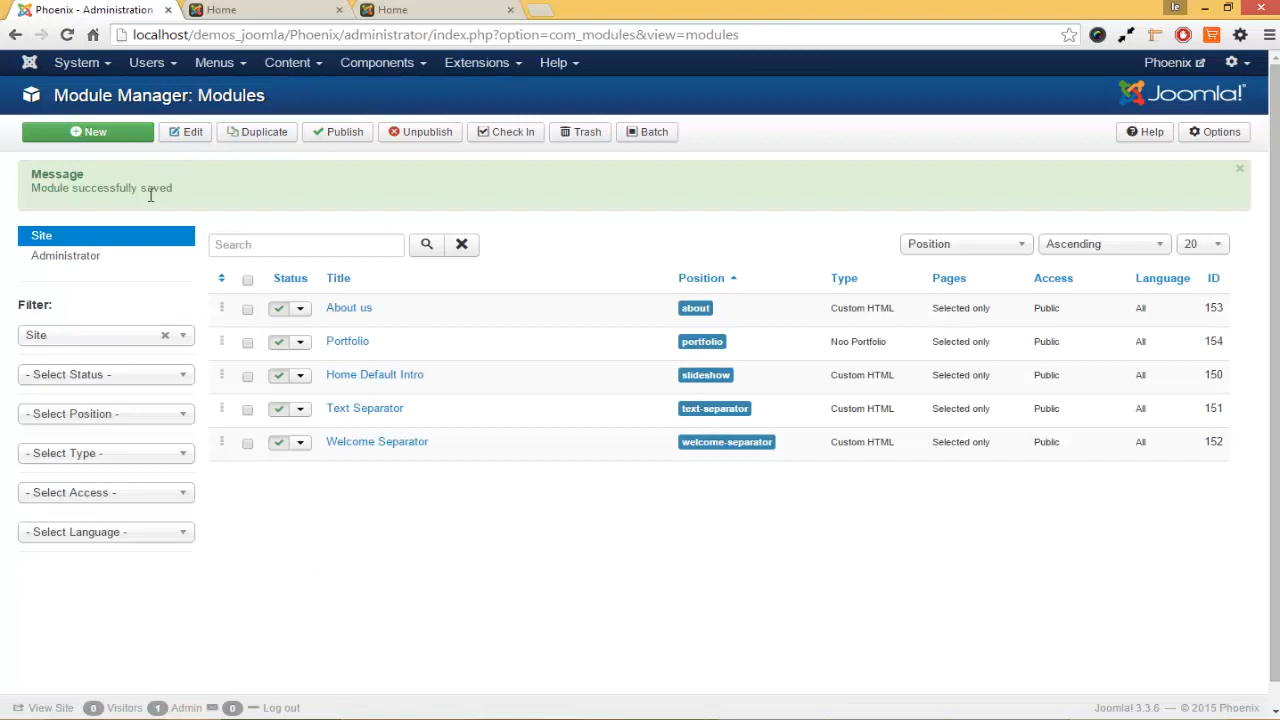 Phoenix - Administration
Home
Home
le
localhost/demos_joomla/Phoenix/administrator/index.php?option=com_modules&view=modules
System Users Menus Content Components Extensions Help
Phoenix
Module Manager: Modules
Joomla!
New Edit Duplicate Publish Unpublish Check In Trash Batch Help Options
Message
Module successfully saved
Site
Administrator
Search
Position Ascending 20
Status Title Position Type Pages Access Language ID
About us about Custom HTML Selected only Public All 153
Portfolio portfolio Noo Portfolio Selected only Public All 154
Home Default Intro slideshow Custom HTML Selected only Public All 150
Text Separator text-separator Custom HTML Selected only Public All 151
Welcome Separator welcome-separator Custom HTML Selected only Public All 152
Filter:
Site
- Select Status -
- Select Position -
- Select Type -
- Select Access -
- Select Language -
View Site 0 Visitors 1 Admin 0 Log out
Joomla! 3.3.6 — © 2015 Phoenix